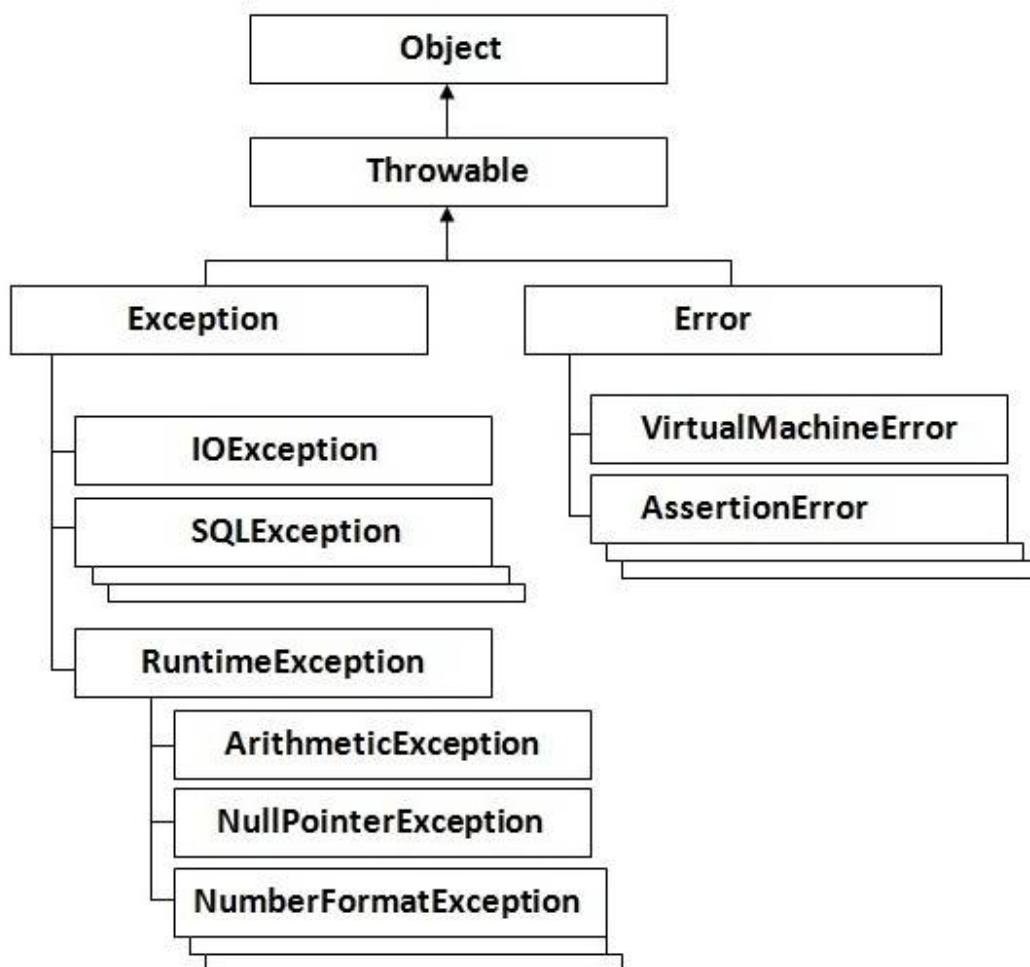 Object
Throwable
Exception
Error
IOException
SQLException
RuntimeException
ArithmeticException
NullPointerException
NumberFormatException
VirtualMachineError
AssertionError